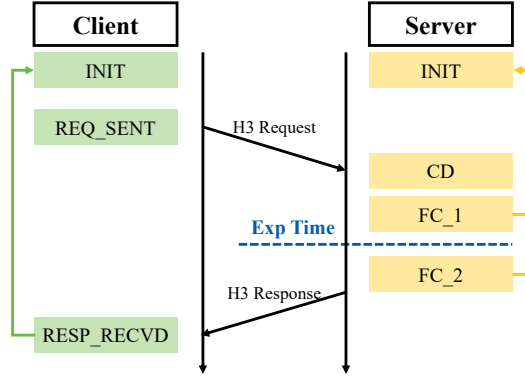 Client
Server
INIT
INIT
REQ_SENT
H3 Request
CD
FC_1
Exp Time
FC_2
H3 Response
RESP_RECVD